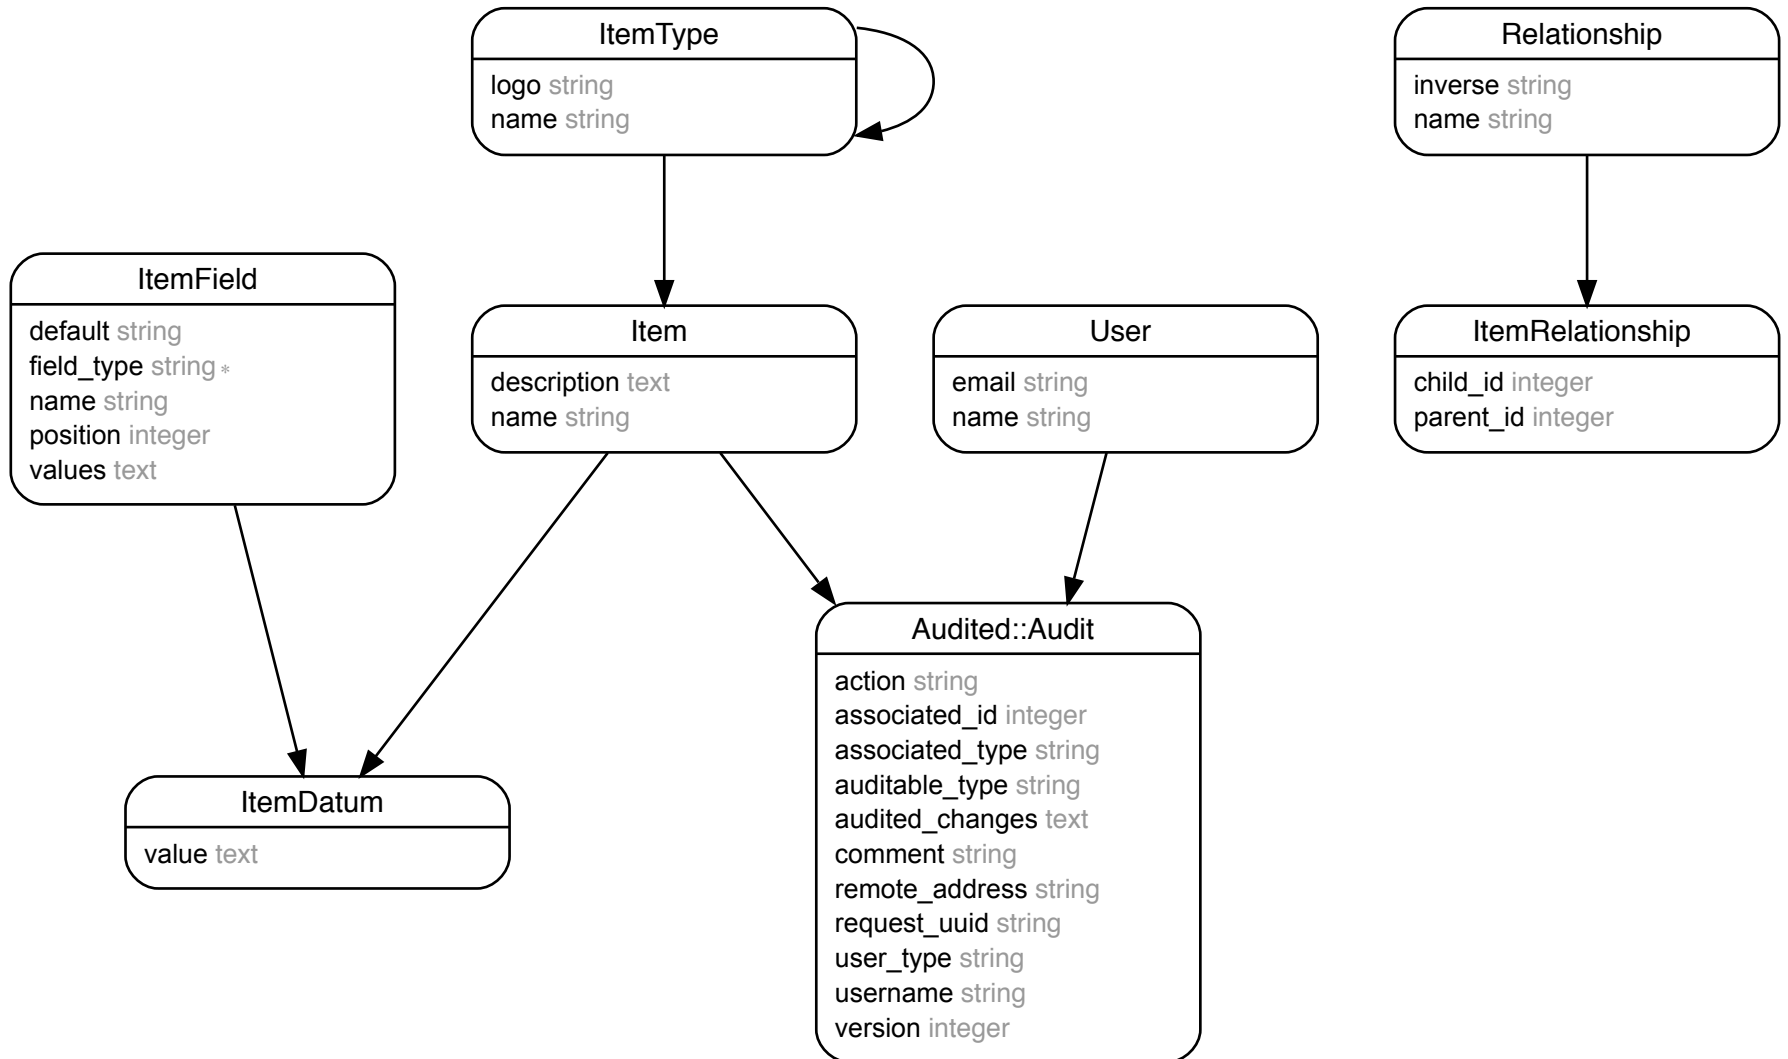 ItemType
logo string
name string
Relationship
inverse string
name string
ItemField
default string
field_type string *
name string
position integer
values text
Item
description text
name string
User
email string
name string
ItemRelationship
child_id integer
parent_id integer
ItemDatum
value text
Audited::Audit
action string
associated_id integer
associated_type string
auditable_type string
audited_changes text
comment string
remote_address string
request_uuid string
user_type string
username string
version integer